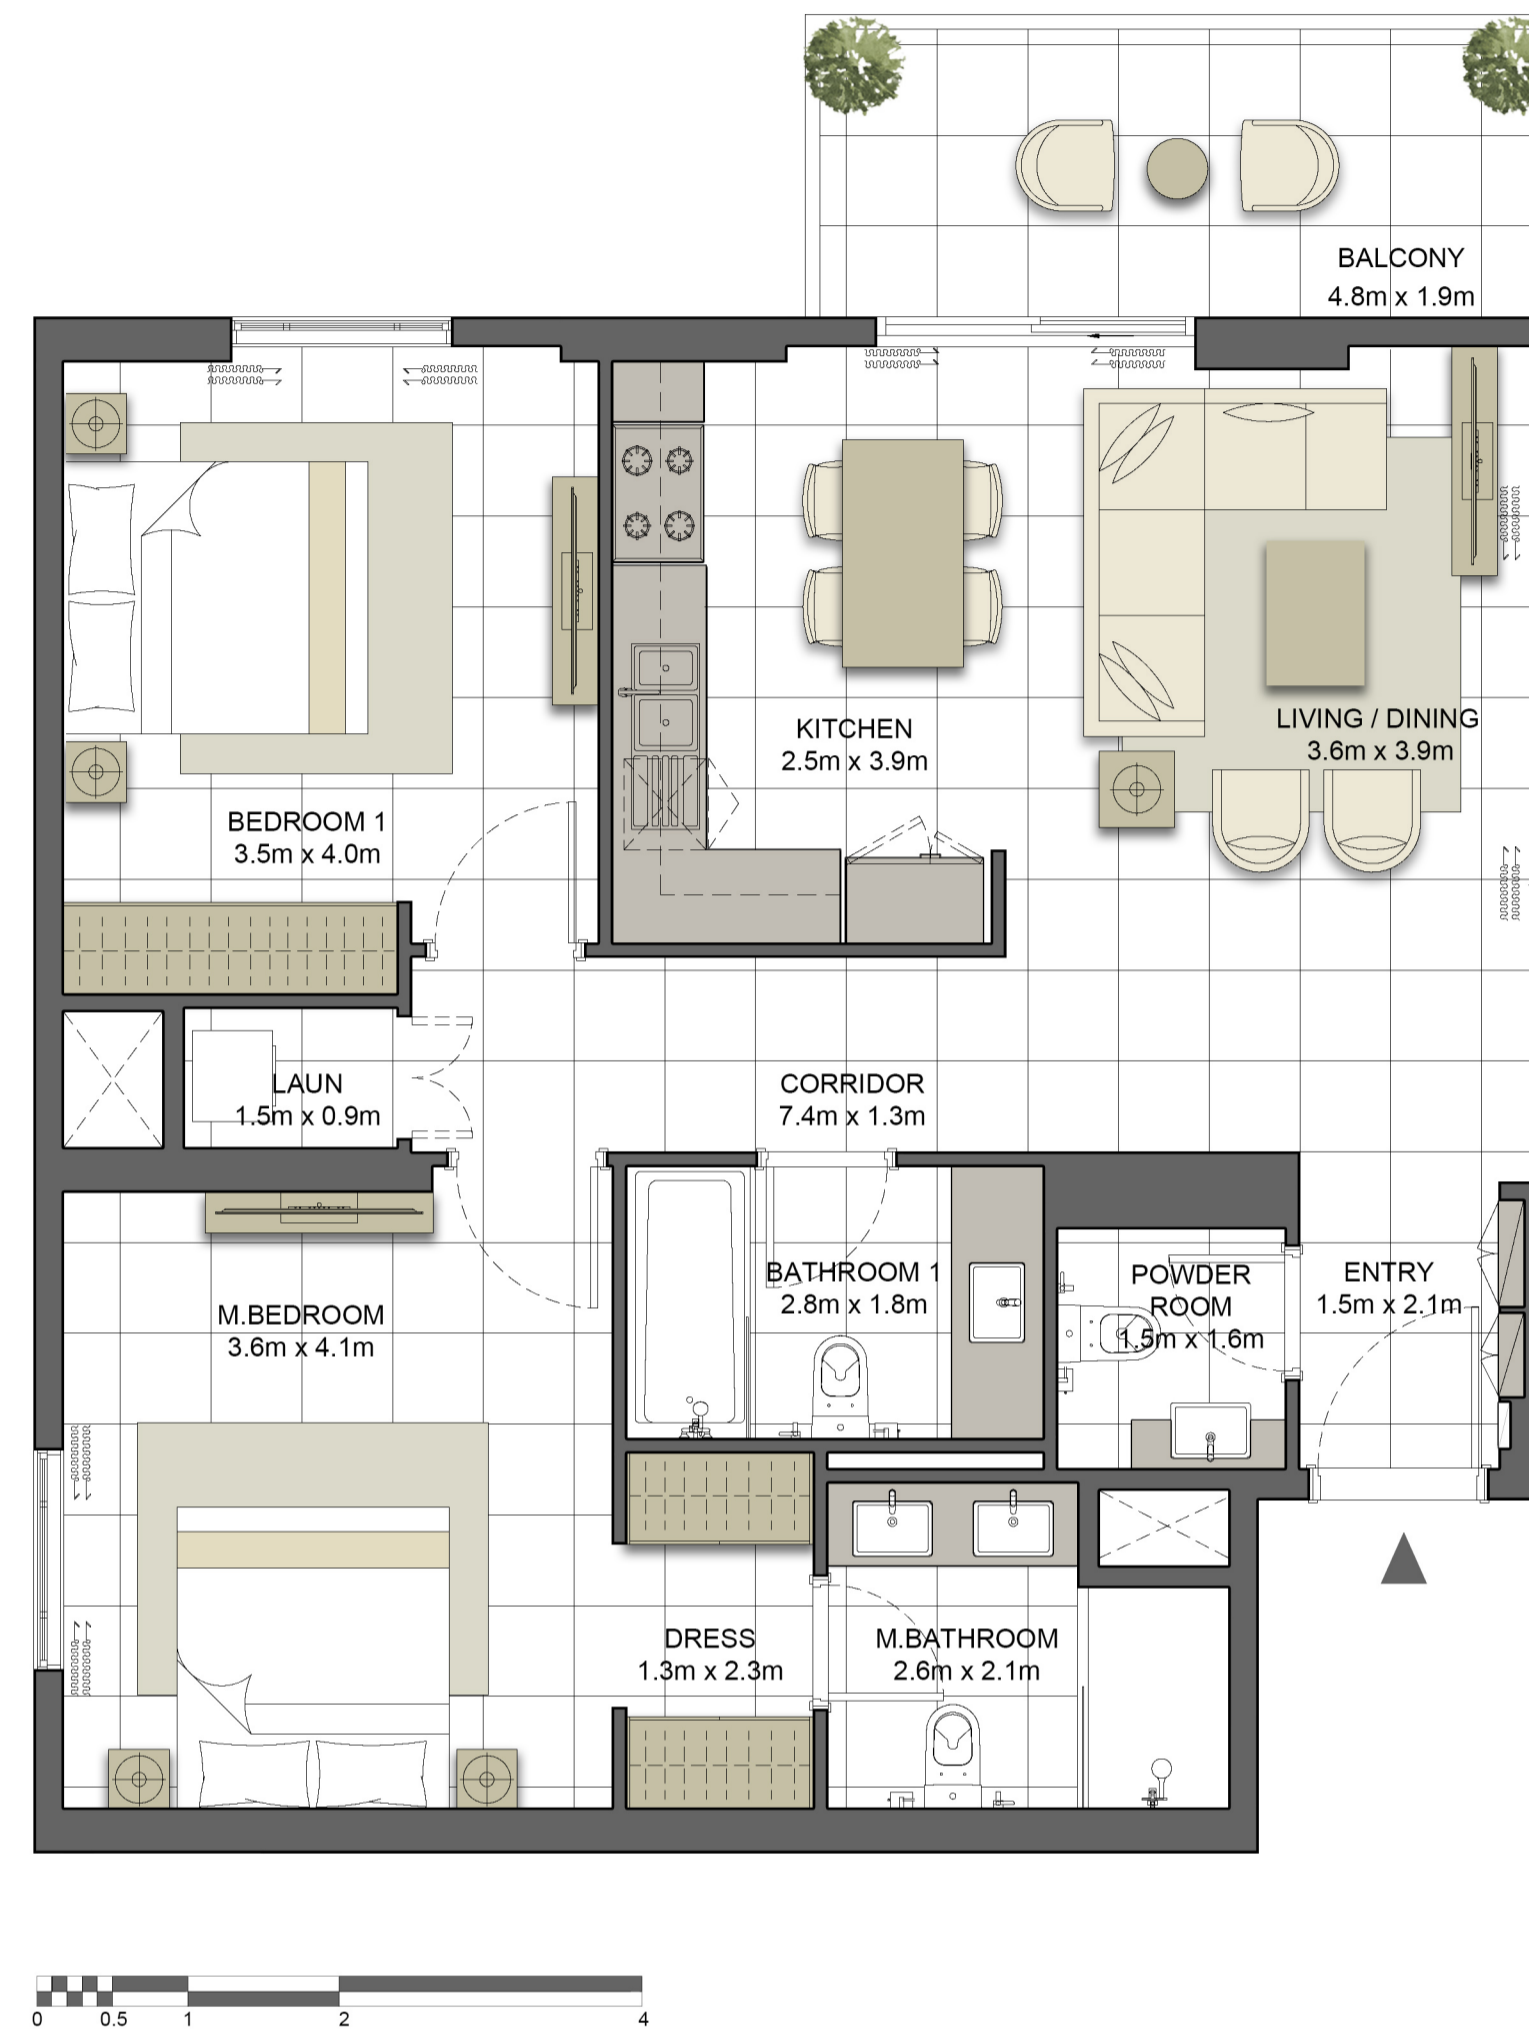 BALCONY
4.8m x 1.9m
KITCHEN
2.5m x 3.9m
LIVING / DINING
3.6m x 3.9m
BEDROOM 1
3.5m x 4.0m
LAUN
1.5m x 0.9m
CORRIDOR
7.4m x 1.3m
M.BEDROOM
3.6m x 4.1m
BATHROOM 1
2.8m x 1.8m
POWDER
ROOM
1.5m x 1.6m
ENTRY
1.5m x 2.1m
DRESS
1.3m x 2.3m
M.BATHROOM
2.6m x 2.1m
0 0.5 1 2 4